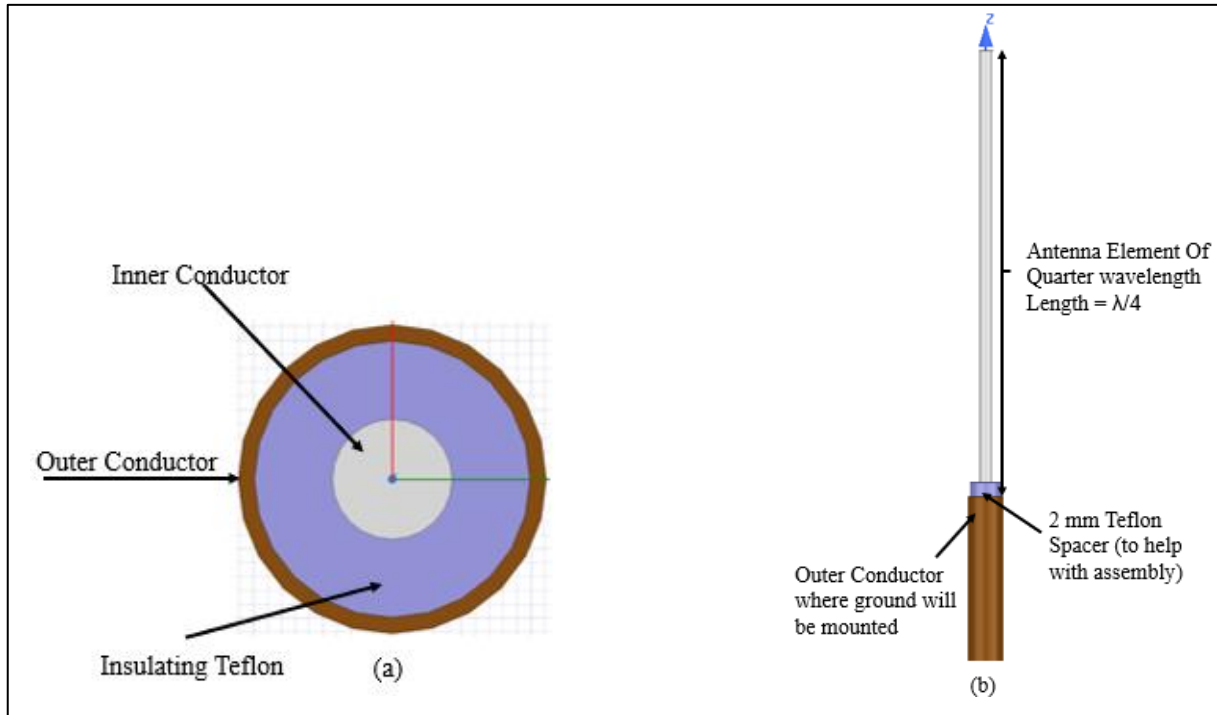 Inner Conductor
Outer Conductor
Insulating Teflon
(a)
z
Antenna Element Of
Quarter wavelength
Length = λ/4
2 mm Teflon
Spacer (to help
with assembly)
Outer Conductor
where ground will
be mounted
(b)